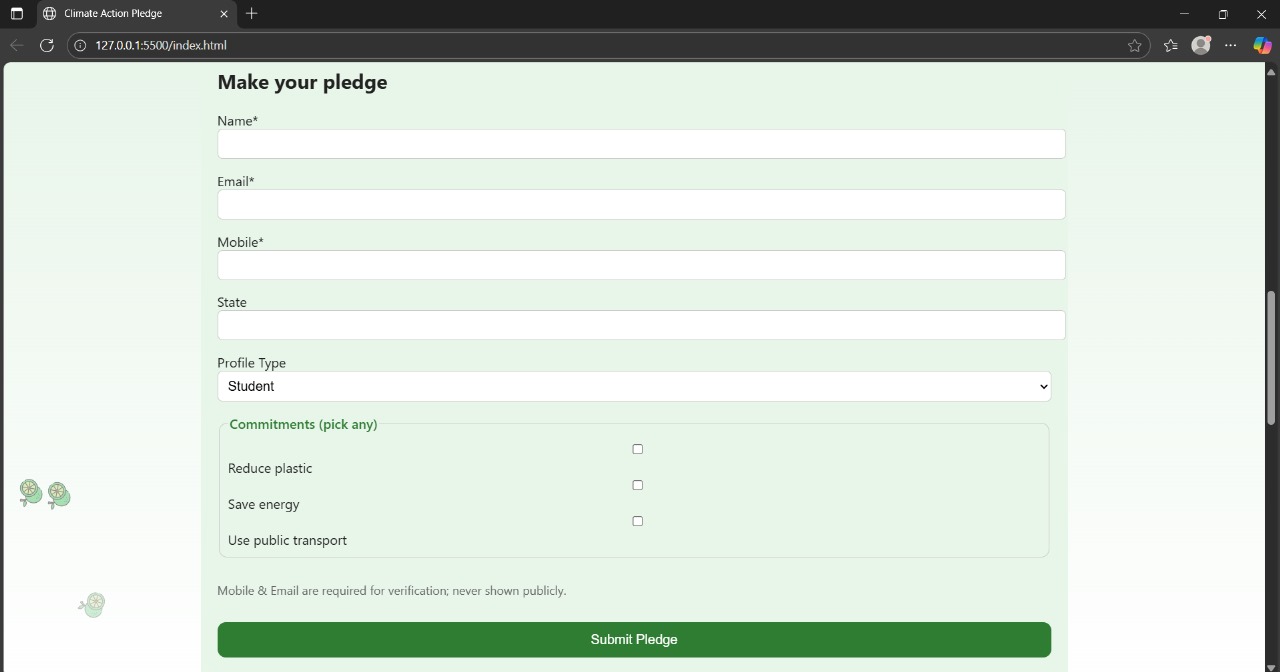 Climate Action Pledge
127.0.0.1:5500/index.html
Make your pledge
Name*
Email*
Mobile*
State
Profile Type
Student
Commitments (pick any)
Reduce plastic
Save energy
Use public transport
Mobile & Email are required for verification; never shown publicly.
Submit Pledge